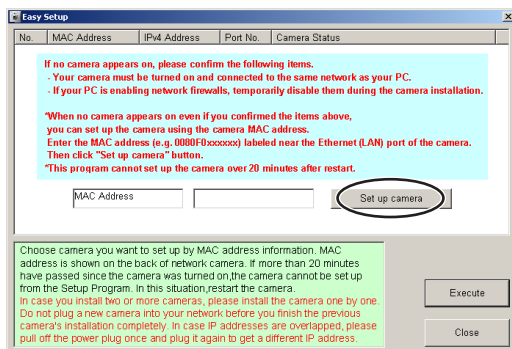 Easy Setup
No. MAC Address IPv4 Address Port No. Camera Status
If no camera appears on, please confirm the following items.
- Your camera must be turned on and connected to the same network as your PC.
- If your PC is enabling network firewalls, temporarily disable them during the camera installation.
*When no camera appears on even if you confirmed the items above,
you can set up the camera using the camera MAC address.
Enter the MAC address (e.g. 0080F0xxxxxx) labeled near the Ethernet (LAN) port of the camera.
Then click "Set up camera" button.
*This program cannot set up the camera over 20 minutes after restart.
MAC Address Set up camera
Choose camera you want to set up by MAC address information. MAC
address is shown on the back of network camera. If more than 20 minutes
have passed since the camera was turned on,the camera cannot be set up
from the Setup Program. In this situation,restart the camera.
In case you install two or more cameras, please install the camera one by one.
Do not plug a new camera into your network before you finish the previous
camera's installation completely. In case IP addresses are overlapped, please
pull off the power plug once and plug it again to get a different IP address.
Execute
Close